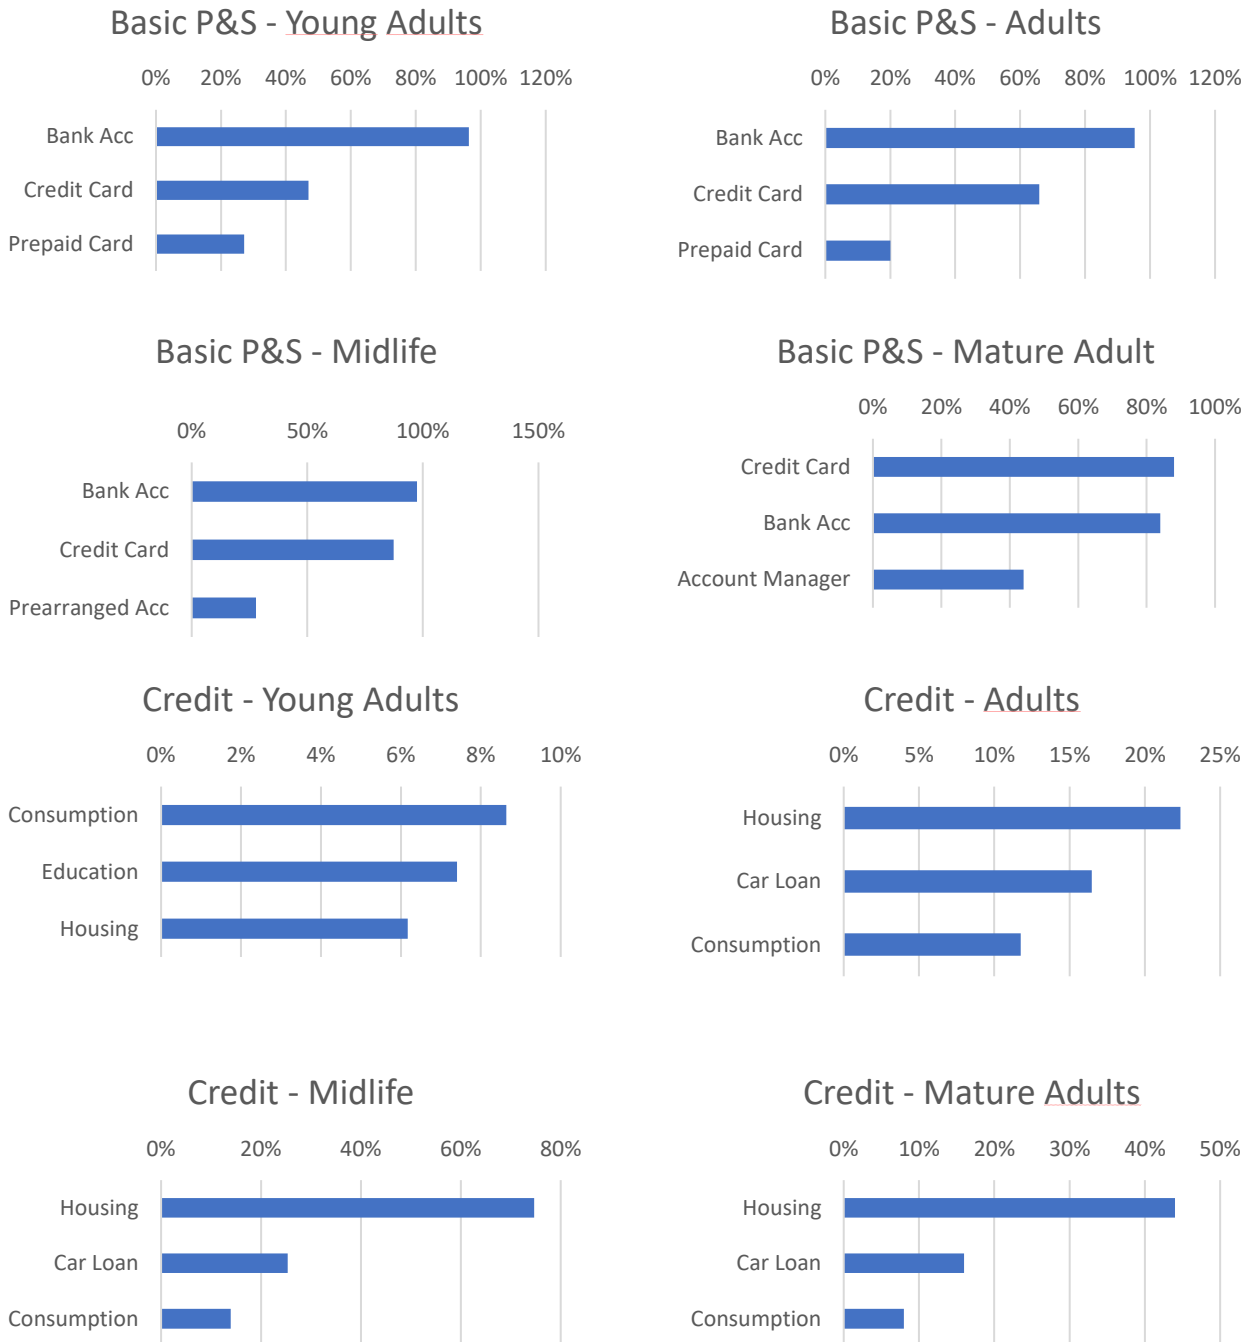 Basic P&S - Young Adults
0% 20% 40% 60% 80% 100% 120%
Bank Acc
Credit Card
Prepaid Card
Basic P&S - Adults
0% 20% 40% 60% 80% 100% 120%
Bank Acc
Credit Card
Prepaid Card
Basic P&S - Midlife
0% 50% 100% 150%
Bank Acc
Credit Card
Prearranged Acc
Basic P&S - Mature Adult
0% 20% 40% 60% 80% 100%
Credit Card
Bank Acc
Account Manager
Credit - Young Adults
0% 2% 4% 6% 8% 10%
Consumption
Education
Housing
Credit - Adults
0% 5% 10% 15% 20% 25%
Housing
Car Loan
Consumption
Credit - Midlife
0% 20% 40% 60% 80%
Housing
Car Loan
Consumption
Credit - Mature Adults
0% 10% 20% 30% 40% 50%
Housing
Car Loan
Consumption